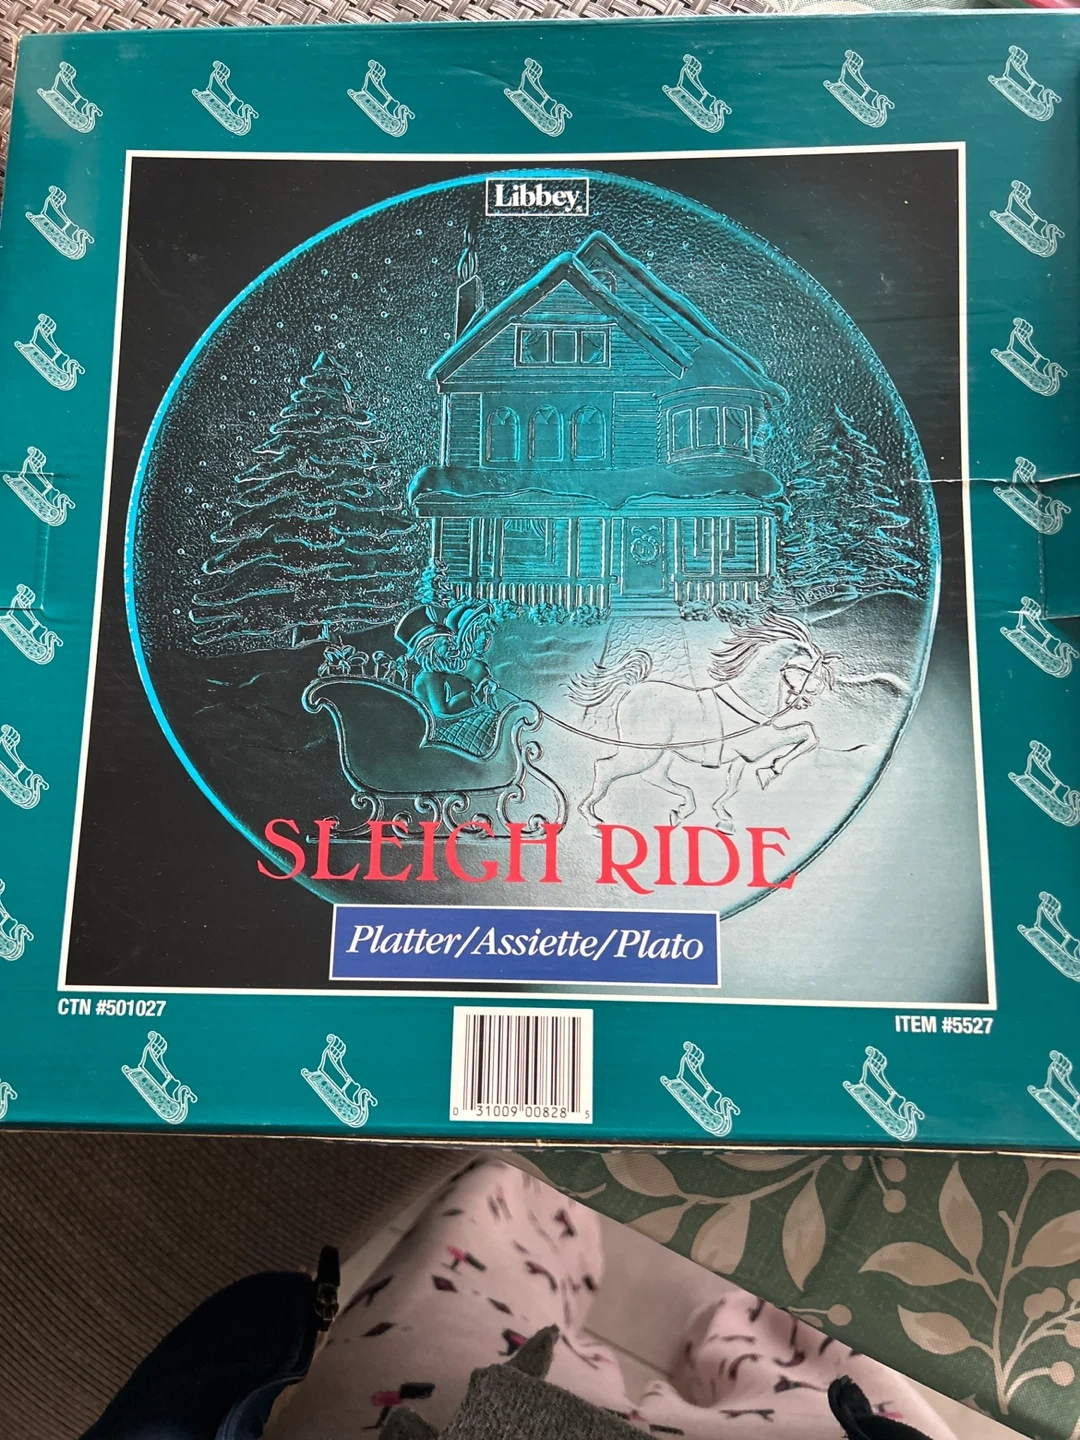 Libbey®
SLEIGH RIDE
Platter/Assiette/Plato
CTN #501027
ITEM #5527
0 31009 00828 5